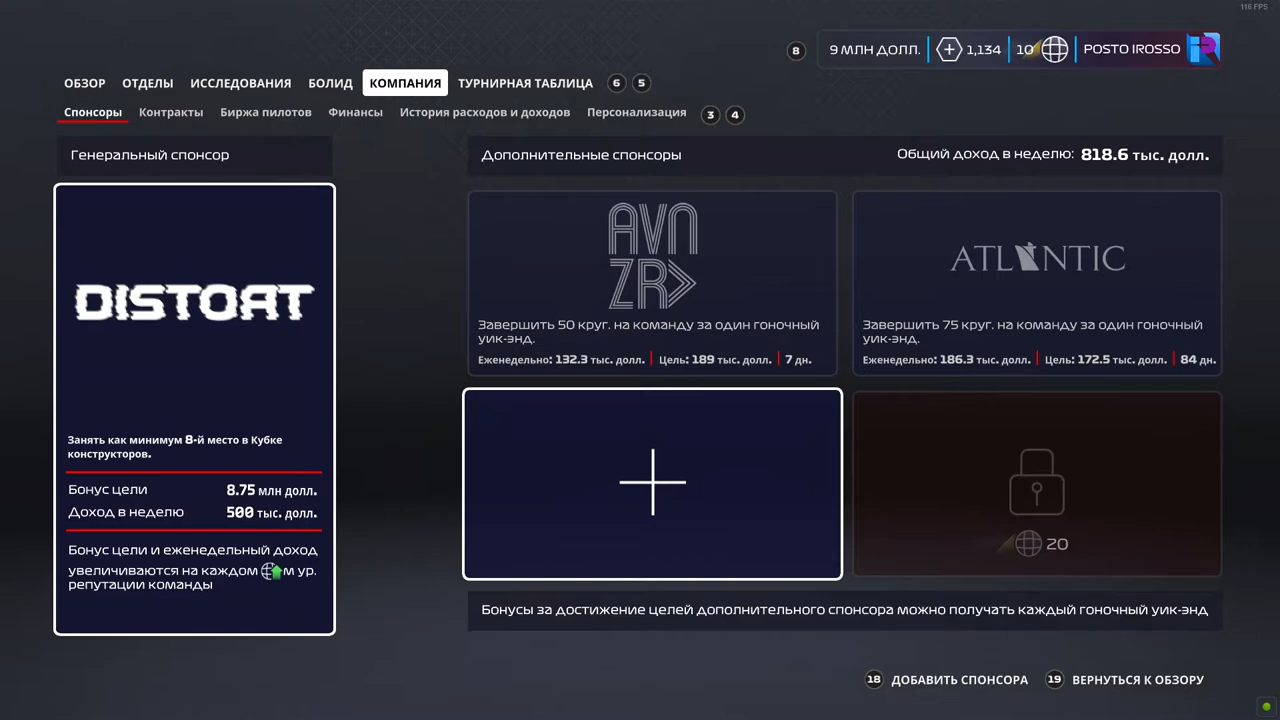 116 FPS
8
9 МЛН ДОЛЛ.
1,134
10
POSTO IROSSO
ОБЗОР ОТДЕЛЫ ИССЛЕДОВАНИЯ БОЛИД КОМПАНИЯ ТУРНИРНАЯ ТАБЛИЦА 6 5
Спонсоры Контракты Биржа пилотов Финансы История расходов и доходов Персонализация 3 4
Генеральный спонсор
DISTORT
Занять как минимум 8-й место в Кубке
конструкторов.
Бонус цели 8.75 млн долл.
Доход в неделю 500 тыс. долл.
Бонус цели и еженедельный доход
увеличиваются на каждом м ур.
репутации команды
Дополнительные спонсоры
Общий доход в неделю: 818.6 тыс. долл.
AVN
ZR
Завершить 50 круг. на команду за один гоночный
уик-энд.
Еженедельно: 132.3 тыс. долл. Цель: 189 тыс. долл. 7 дн.
ATLANTIC
Завершить 75 круг. на команду за один гоночный
уик-энд.
Еженедельно: 186.3 тыс. долл. Цель: 172.5 тыс. долл. 84 дн.
20
Бонусы за достижение целей дополнительного спонсора можно получать каждый гоночный уик-энд
18 ДОБАВИТЬ СПОНСОРА 19 ВЕРНУТЬСЯ К ОБЗОРУ